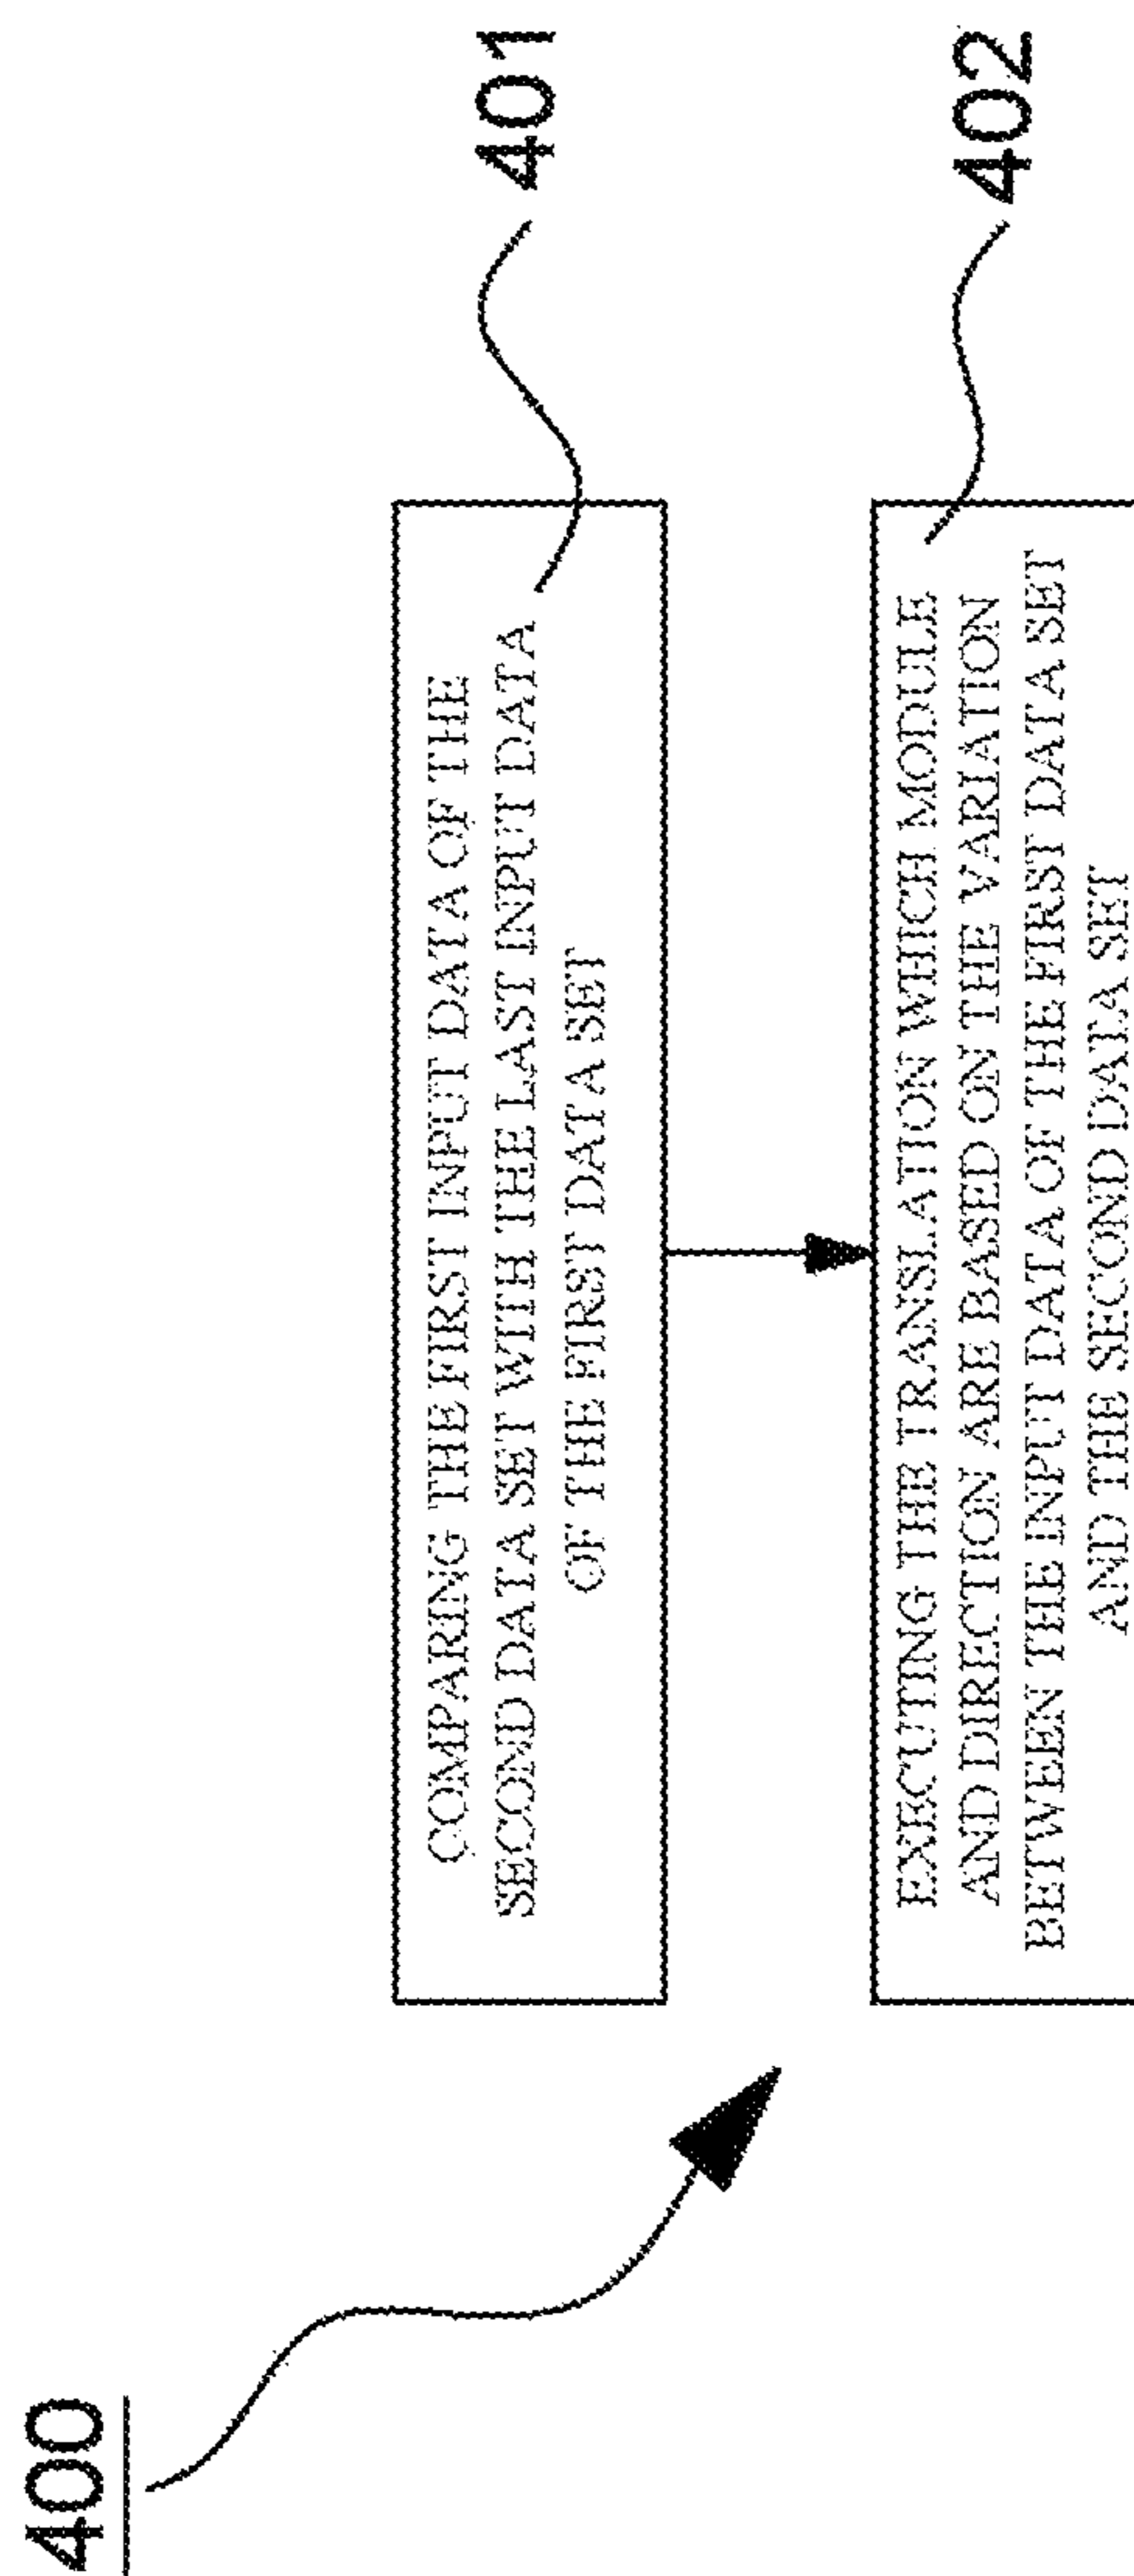 400
COMPARING THE FIRST INPUT DATA OF THE
SECOND DATA SET WITH THE LAST INPUT DATA
OF THE FIRST DATA SET
401
EXECUTING THE TRANSLATION WHICH MODULE
AND DIRECTION ARE BASED ON THE VARIATION
BETWEEN THE INPUT DATA OF THE FIRST DATA SET
AND THE SECOND DATA SET
402